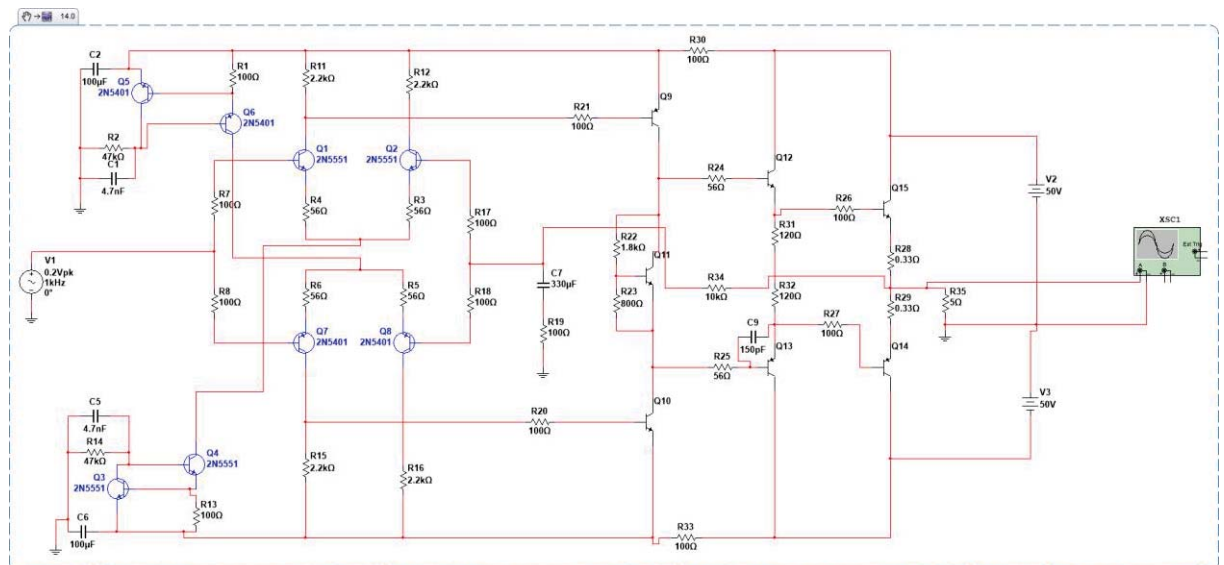 14.0
C2
100µF
Q5
2N5401
R1
100Ω
Q6
2N5401
R2
47kΩ
C1
4.7nF
R11
2.2kΩ
R12
2.2kΩ
Q1
2N5551
Q2
2N5551
R7
100Ω
R4
56Ω
R3
56Ω
R17
100Ω
V1
0.2Vpk
1kHz
0°
R8
100Ω
R6
56Ω
R5
56Ω
R18
100Ω
Q7
2N5401
Q8
2N5401
C7
330µF
R19
100Ω
R15
2.2kΩ
R16
2.2kΩ
C5
4.7nF
R14
47kΩ
Q4
2N5551
Q3
2N5551
R13
100Ω
C6
100µF
R30
100Ω
R21
100Ω
Q9
R24
56Ω
Q12
R26
100Ω
Q15
R22
1.8kΩ
Q11
R23
800Ω
R31
120Ω
R28
0.33Ω
R34
10kΩ
R32
120Ω
R29
0.33Ω
R35
5Ω
C9
150pF
R27
100Ω
Q13
Q14
R25
56Ω
R20
100Ω
Q10
R33
100Ω
V2
50V
V3
50V
XSC1
Ext Trig
A
B